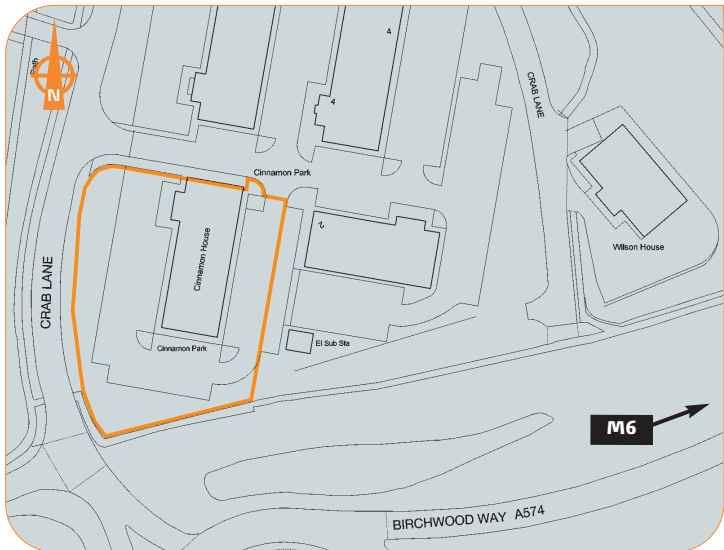 Path
N
4
4
CRAB LANE
Cinnamon Park
Wilson House
2
Cinnamon House
CRAB LANE
El Sub Sta
Cinnamon Park
M6
BIRCHWOOD WAY A574